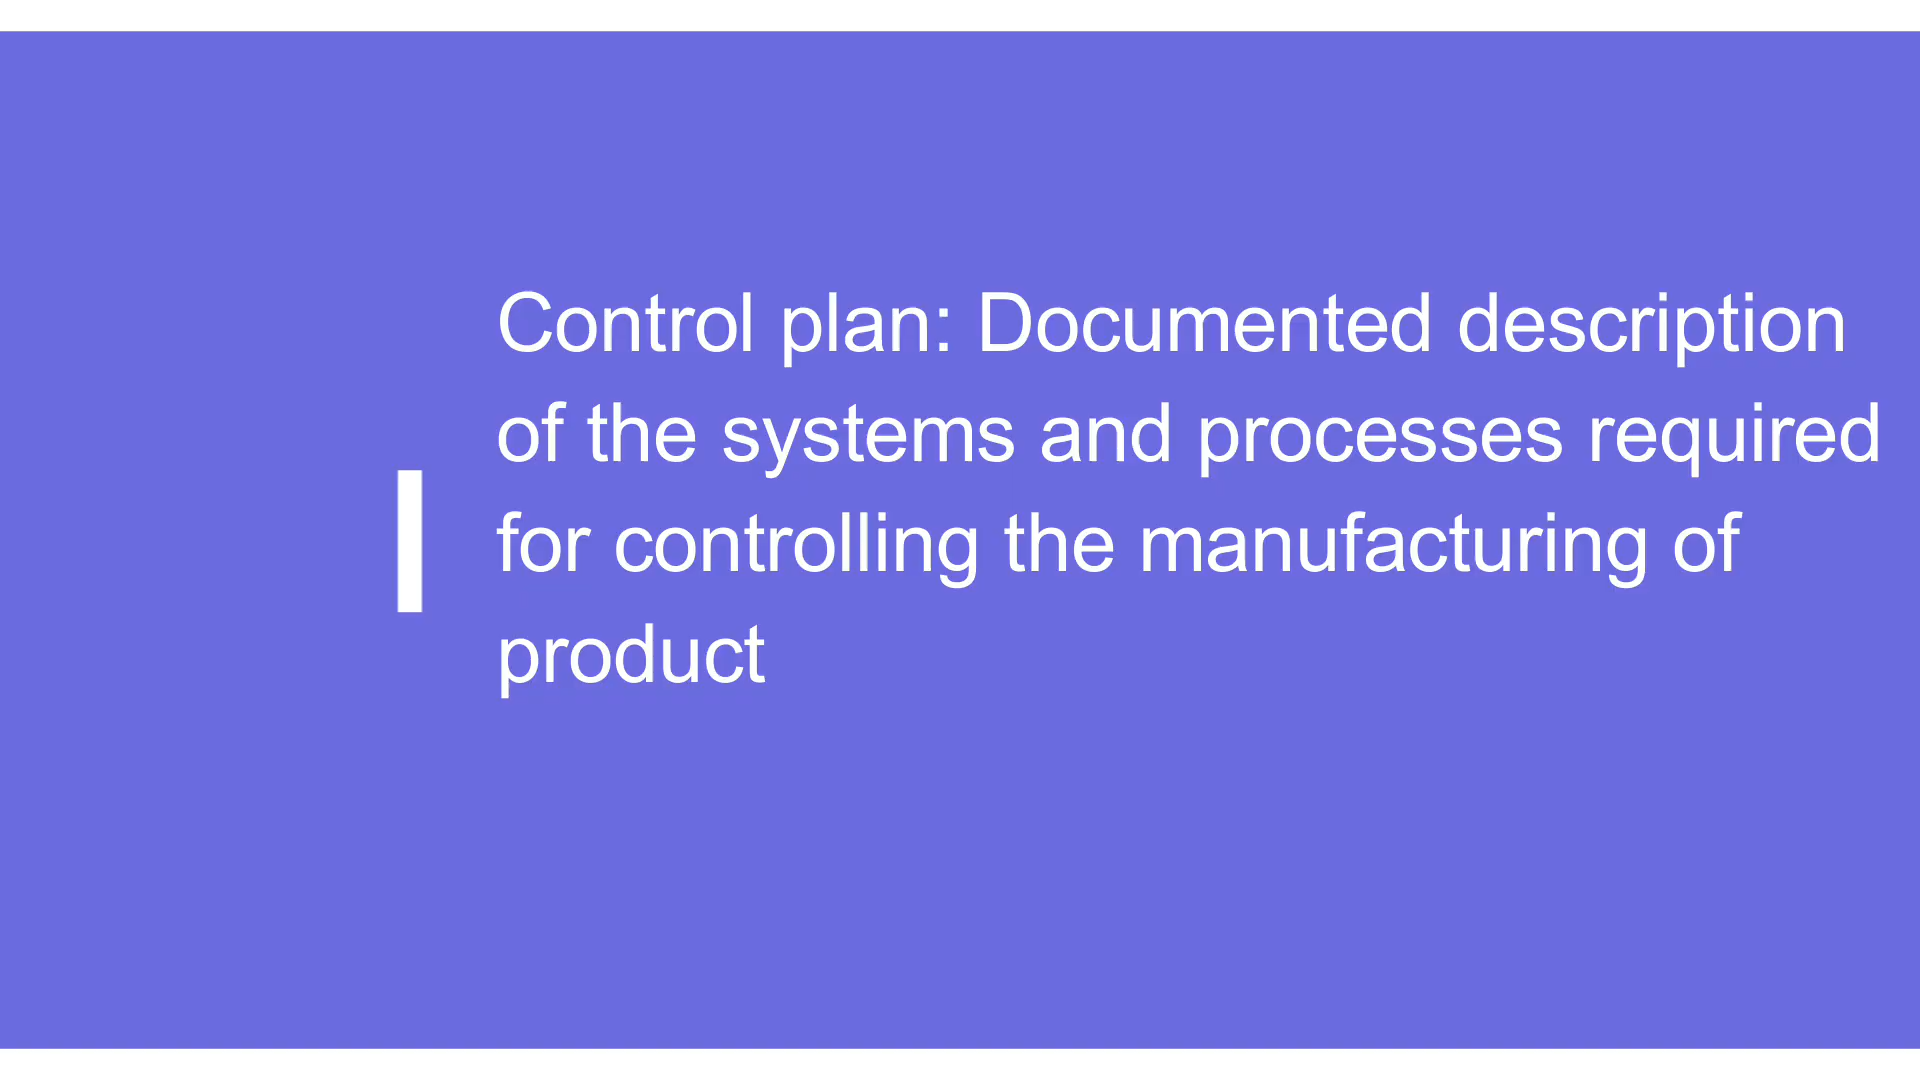 Control plan: Documented description
of the systems and processes required
for controlling the manufacturing of
product